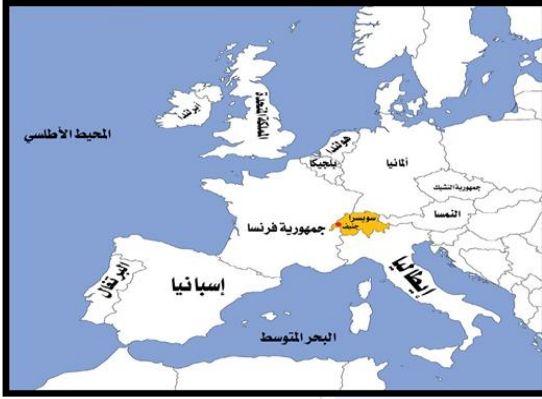 أيرلندا
المملكة المتحدة
المحيط الأطلسي
هولندا
بلجيكا
ألمانيا
جمهورية التشيك
النمسا
سويسرا
جنيف
جمهورية فرنسا
إيطاليا
البرتغال
إسبانيا
البحر المتوسط